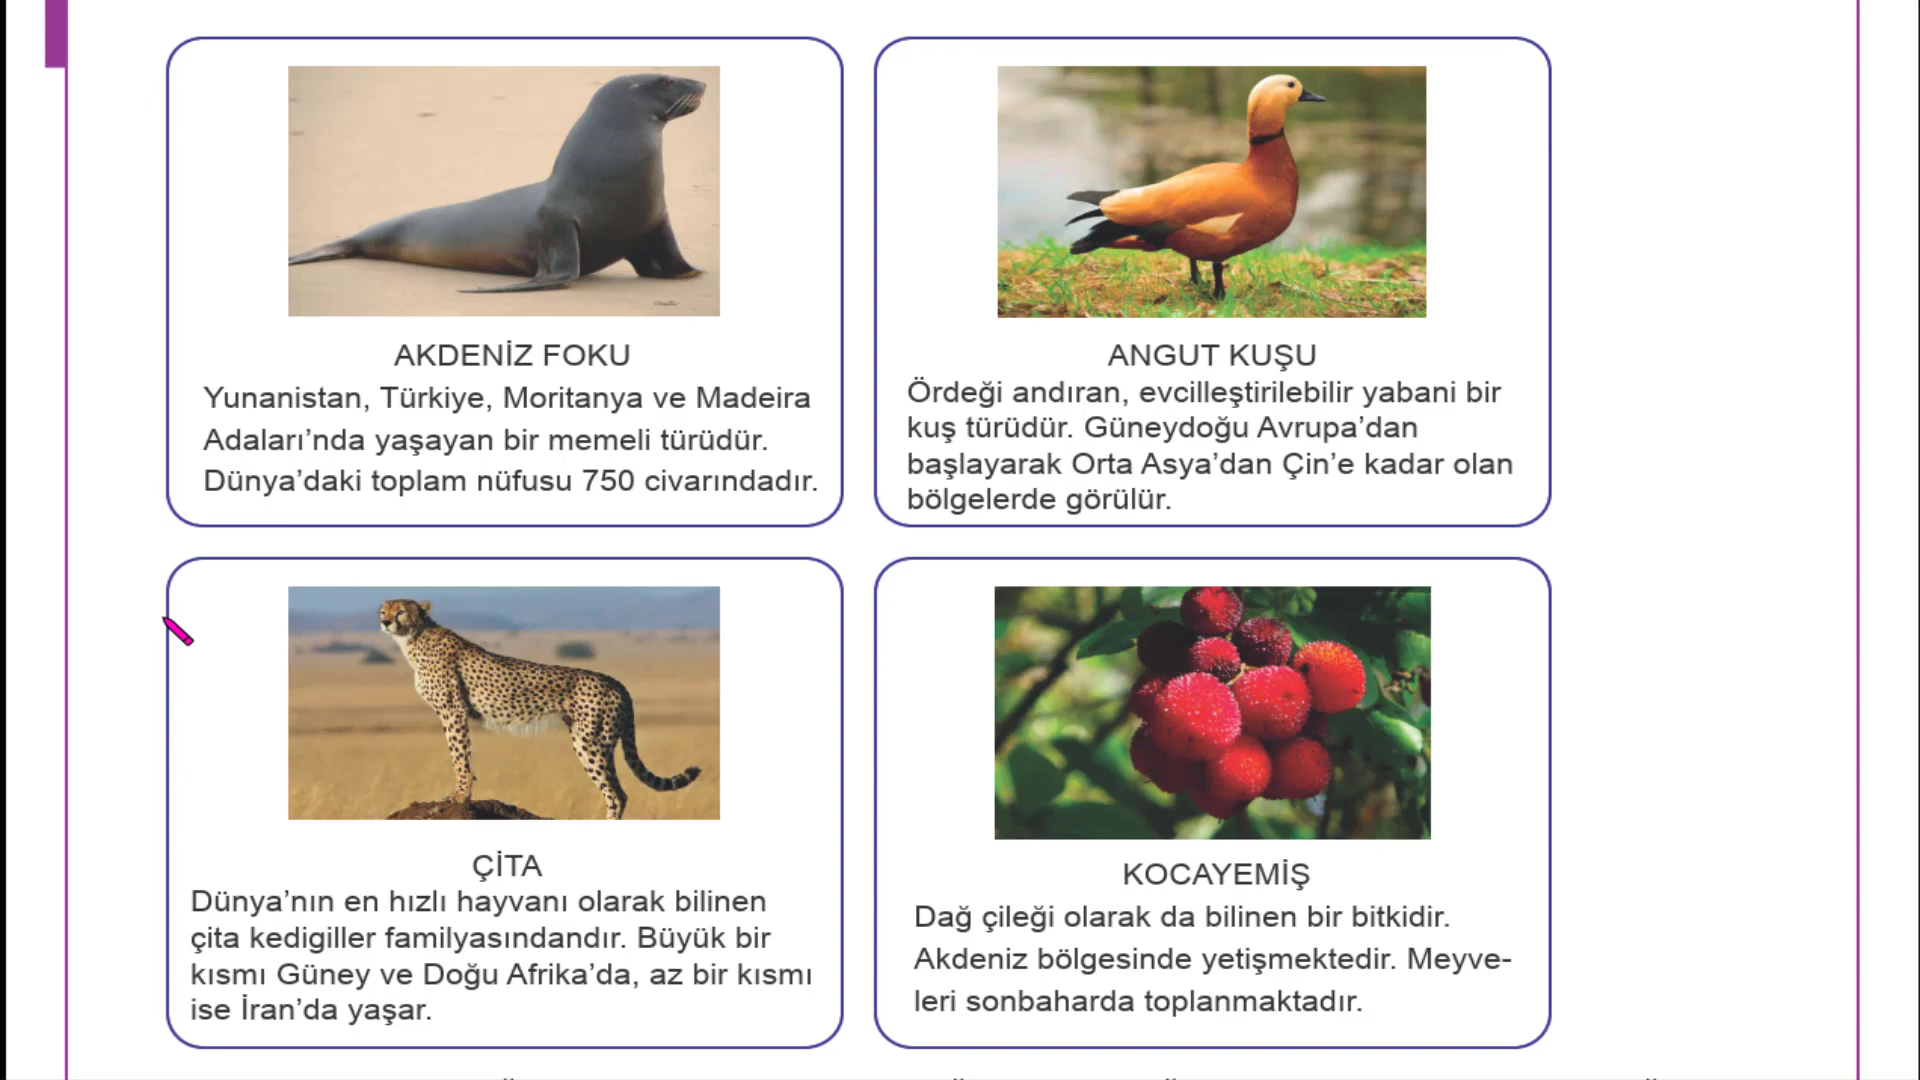 AKDENİZ FOKU
Yunanistan, Türkiye, Moritanya ve Madeira
Adaları’nda yaşayan bir memeli türüdür.
Dünya’daki toplam nüfusu 750 civarındadır.
ANGUT KUŞU
Ördeği andıran, evcilleştirilebilir yabani bir
kuş türüdür. Güneydoğu Avrupa’dan
başlayarak Orta Asya’dan Çin’e kadar olan
bölgelerde görülür.
ÇİTA
Dünya’nın en hızlı hayvanı olarak bilinen
çita kedigiller familyasındandır. Büyük bir
kısmı Güney ve Doğu Afrika’da, az bir kısmı
ise İran’da yaşar.
KOCAYEMİŞ
Dağ çileği olarak da bilinen bir bitkidir.
Akdeniz bölgesinde yetişmektedir. Meyve-
leri sonbaharda toplanmaktadır.